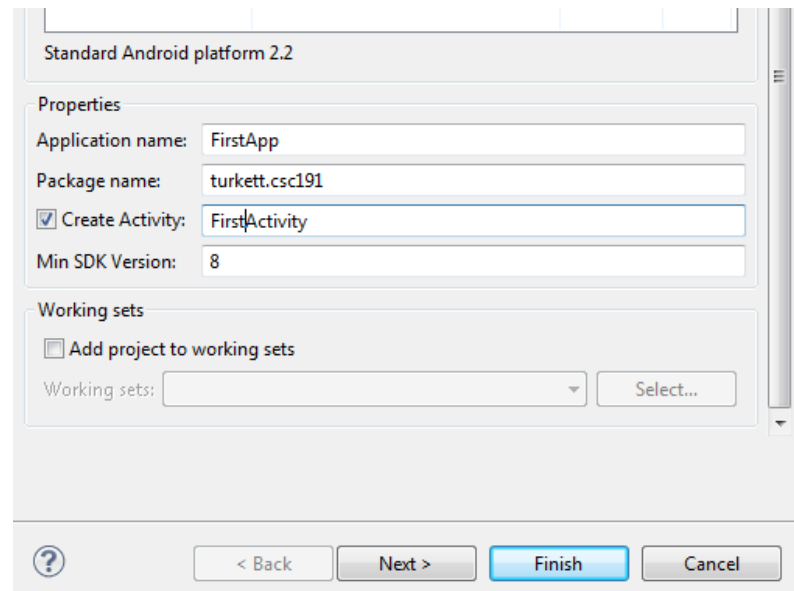 Standard Android platform 2.2
Properties
Application name: FirstApp
Package name: turkett.csc191
Create Activity: FirstActivity
Min SDK Version: 8
Working sets
Add project to working sets
Working sets: Select...
? < Back Next > Finish Cancel